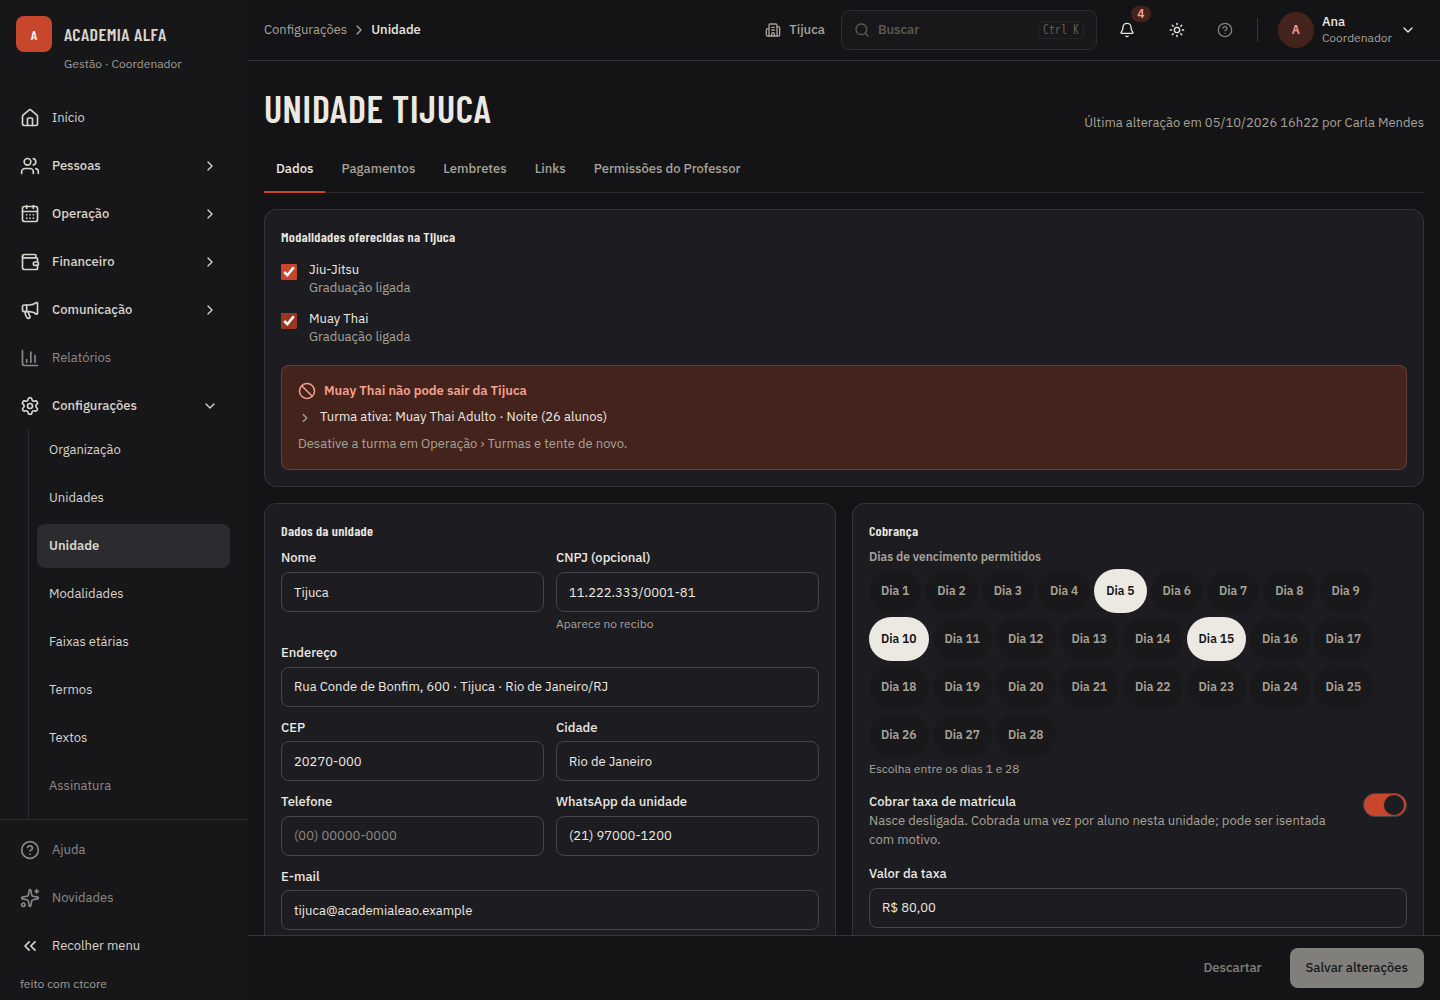 A
ACADEMIA ALFA
Gestão · Coordenador
Início
Pessoas
Operação
Financeiro
Comunicação
Relatórios
Configurações
Organização
Unidades
Unidade
Modalidades
Faixas etárias
Termos
Textos
Assinatura
Ajuda
Novidades
Recolher menu
feito com ctcore
Configurações > Unidade
Tijuca
Buscar
Ctrl K
4
A
Ana
Coordenador
UNIDADE TIJUCA
Última alteração em 05/10/2026 16h22 por Carla Mendes
Dados
Pagamentos
Lembretes
Links
Permissões do Professor
Modalidades oferecidas na Tijuca
Jiu-Jitsu
Graduação ligada
Muay Thai
Graduação ligada
Muay Thai não pode sair da Tijuca
Turma ativa: Muay Thai Adulto · Noite (26 alunos)
Desative a turma em Operação › Turmas e tente de novo.
Dados da unidade
Nome
CNPJ (opcional)
Tijuca
11.222.333/0001-81
Aparece no recibo
Endereço
Rua Conde de Bonfim, 600 · Tijuca · Rio de Janeiro/RJ
CEP
Cidade
20270-000
Rio de Janeiro
Telefone
WhatsApp da unidade
(00) 00000-0000
(21) 97000-1200
E-mail
tijuca@academialeao.example
Cobrança
Dias de vencimento permitidos
Dia 1 Dia 2 Dia 3 Dia 4 Dia 5 Dia 6 Dia 7 Dia 8 Dia 9
Dia 10 Dia 11 Dia 12 Dia 13 Dia 14 Dia 15 Dia 16 Dia 17
Dia 18 Dia 19 Dia 20 Dia 21 Dia 22 Dia 23 Dia 24 Dia 25
Dia 26 Dia 27 Dia 28
Escolha entre os dias 1 e 28
Cobrar taxa de matrícula
Nasce desligada. Cobrada uma vez por aluno nesta unidade; pode ser isentada
com motivo.
Valor da taxa
R$ 80,00
Descartar
Salvar alterações